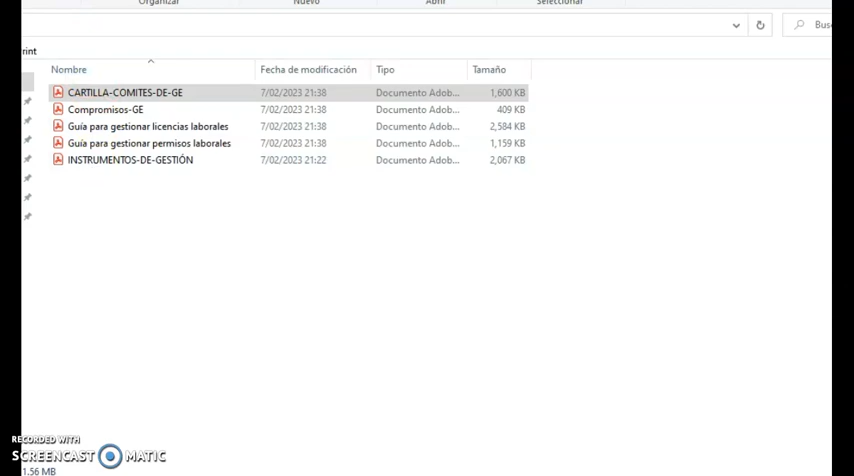 Organizar Nuevo Abrir Seleccionar
Bus
rint
Nombre Fecha de modificación Tipo Tamaño
CARTILLA-COMITES-DE-GE 7/02/2023 21:38 Documento Adob... 1,600 KB
Compromisos-GE 7/02/2023 21:38 Documento Adob... 409 KB
Guía para gestionar licencias laborales 7/02/2023 21:38 Documento Adob... 2,584 KB
Guía para gestionar permisos laborales 7/02/2023 21:38 Documento Adob... 1,159 KB
INSTRUMENTOS-DE-GESTIÓN 7/02/2023 21:22 Documento Adob... 2,067 KB
RECORDED WITH
SCREENCAST MATIC
1.56 MB